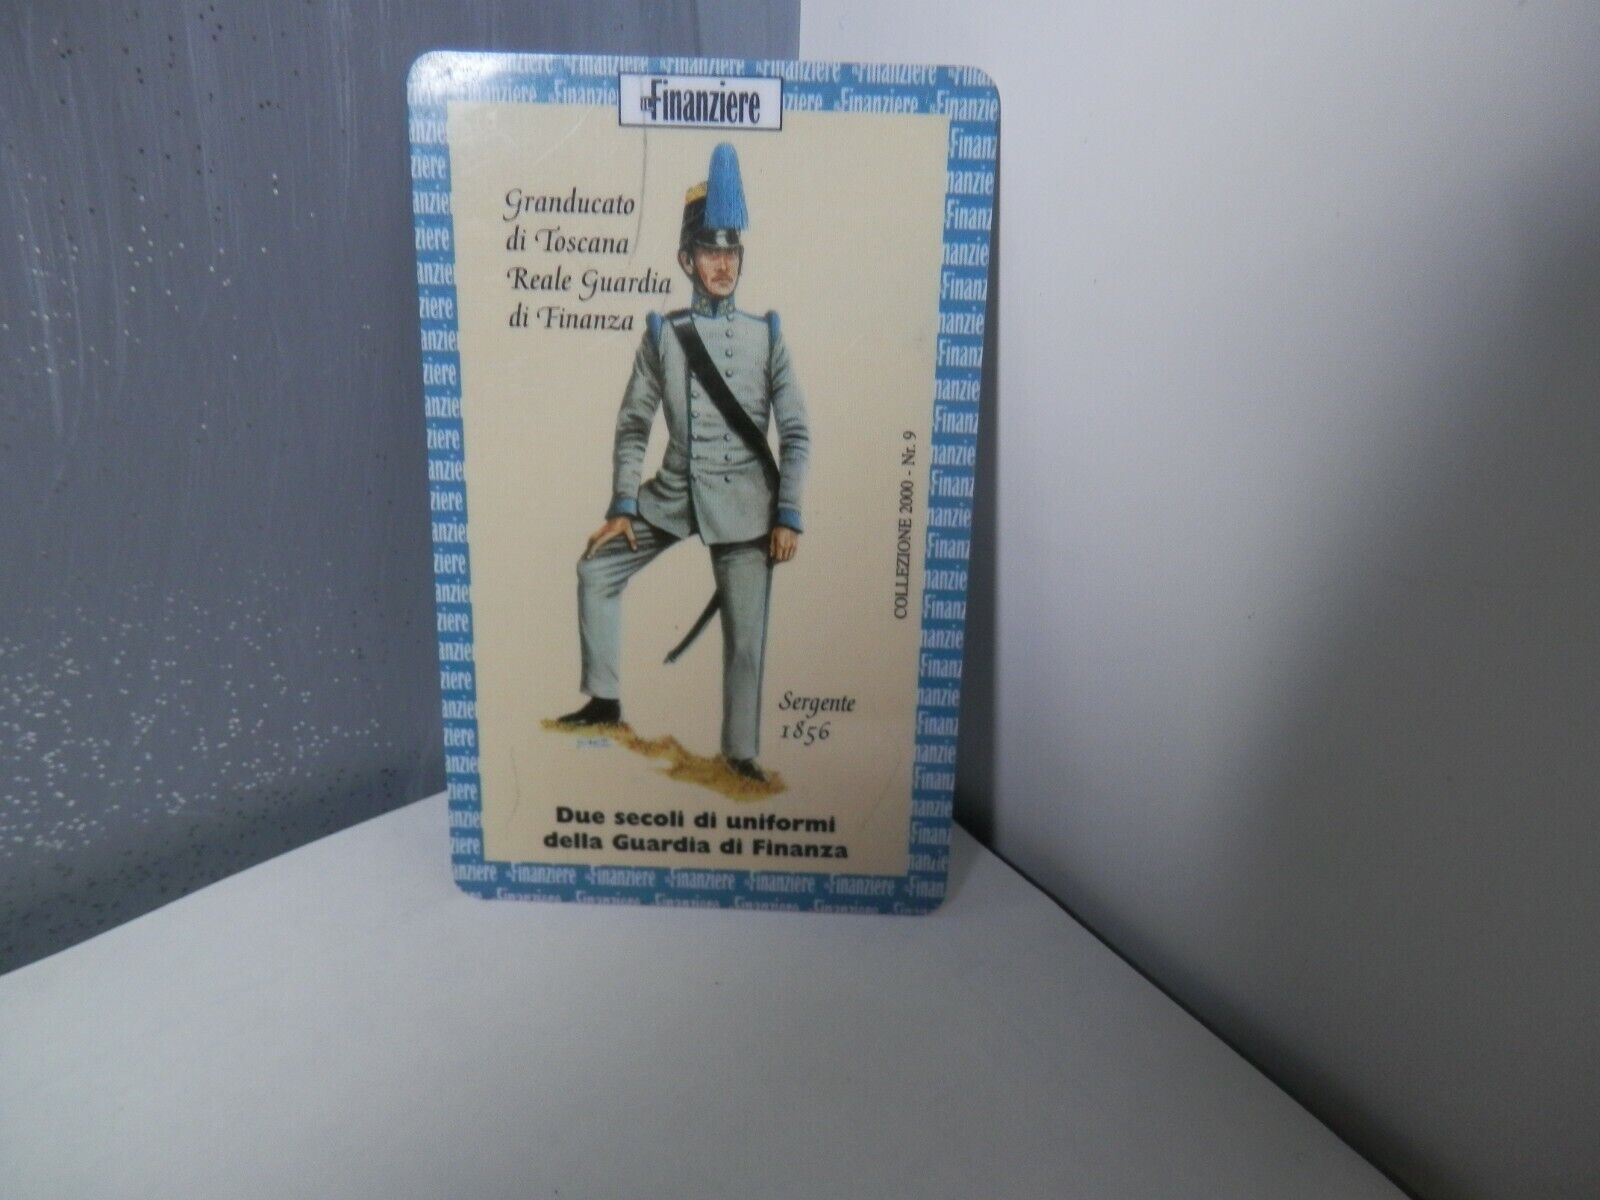 il Finanziere
Granducato
di Toscana
Reale Guardia
di Finanza
COLLEZIONE 2000 - Nr. 9
Sergente
1856
Due secoli di uniformi
della Guardia di Finanza